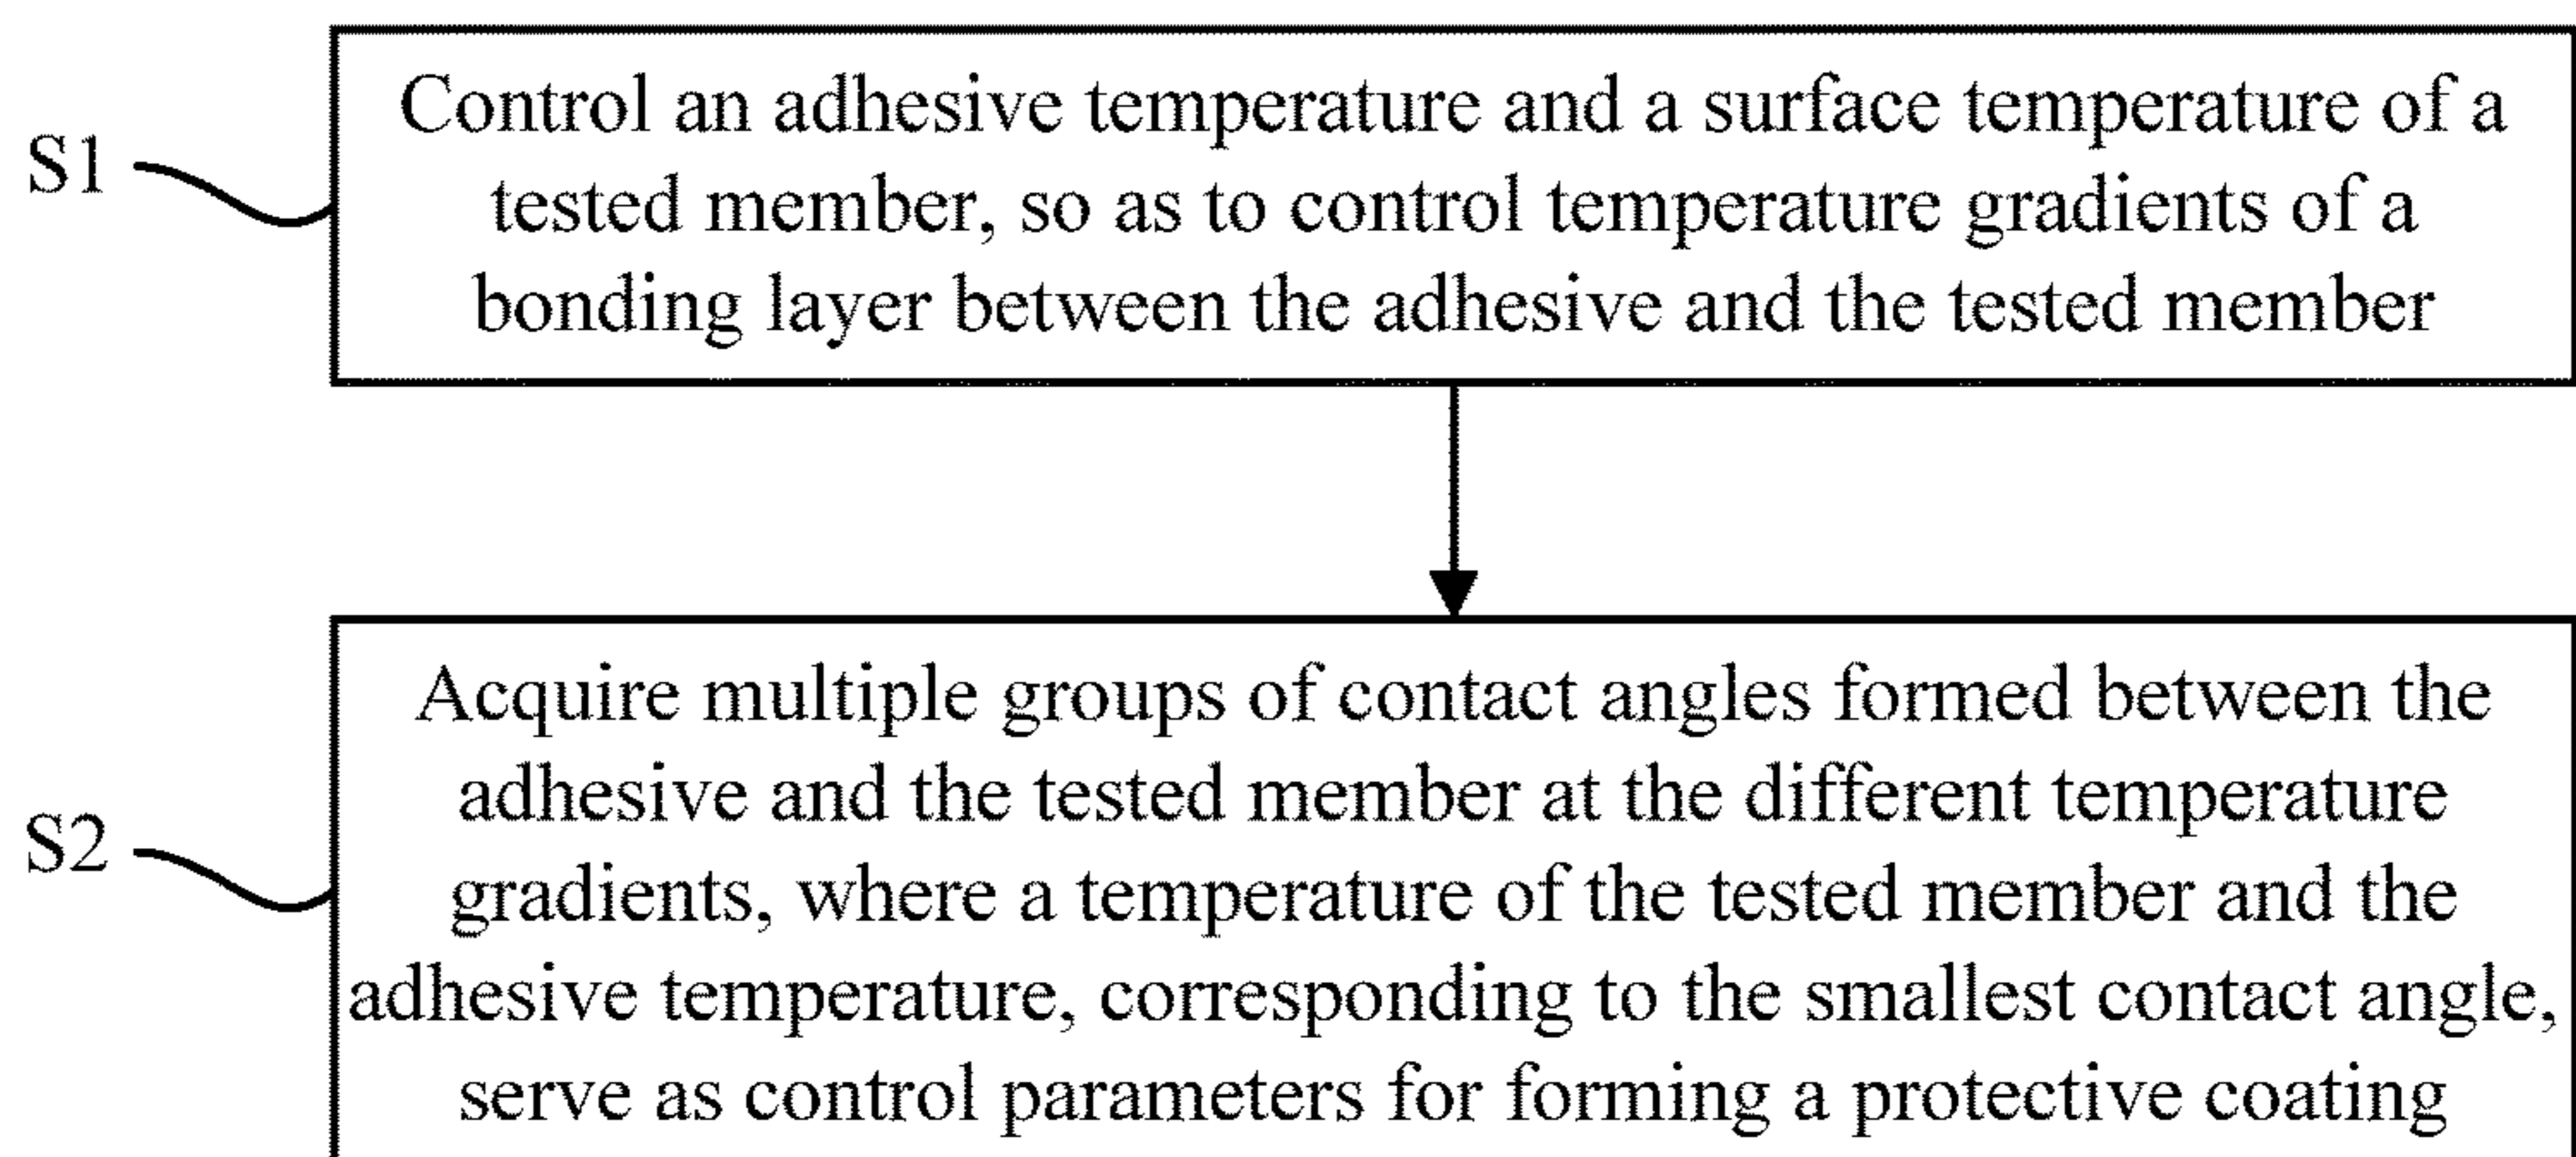 S1
Control an adhesive temperature and a surface temperature of a
tested member, so as to control temperature gradients of a
bonding layer between the adhesive and the tested member
S2
Acquire multiple groups of contact angles formed between the
adhesive and the tested member at the different temperature
gradients, where a temperature of the tested member and the
adhesive temperature, corresponding to the smallest contact angle,
serve as control parameters for forming a protective coating